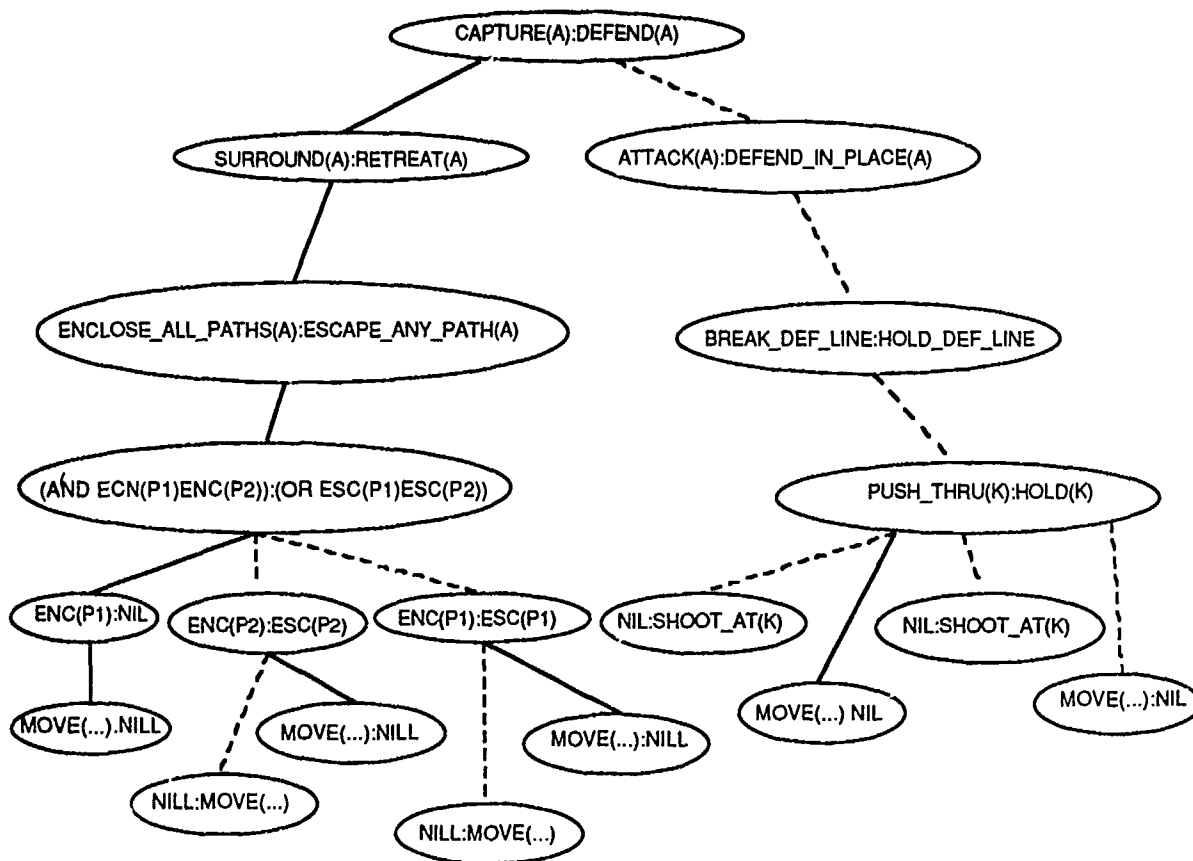 CAPTURE(A):DEFEND(A)
SURROUND(A):RETREAT(A)
ATTACK(A):DEFEND_IN_PLACE(A)
ENCLOSE_ALL_PATHS(A):ESCAPE_ANY_PATH(A)
BREAK_DEF_LINE:HOLD_DEF_LINE
(AND ECN(P1)ENC(P2)):(OR ESC(P1)ESC(P2))
PUSH_THRU(K):HOLD(K)
ENC(P1):NIL
ENC(P2):ESC(P2)
ENC(P1):ESC(P1)
NIL:SHOOT_AT(K)
NIL:SHOOT_AT(K)
MOVE(...).NILL
MOVE(...):NILL
MOVE(...):NILL
MOVE(...) NIL
MOVE(...):NIL
NILL:MOVE(...)
NILL:MOVE(...)